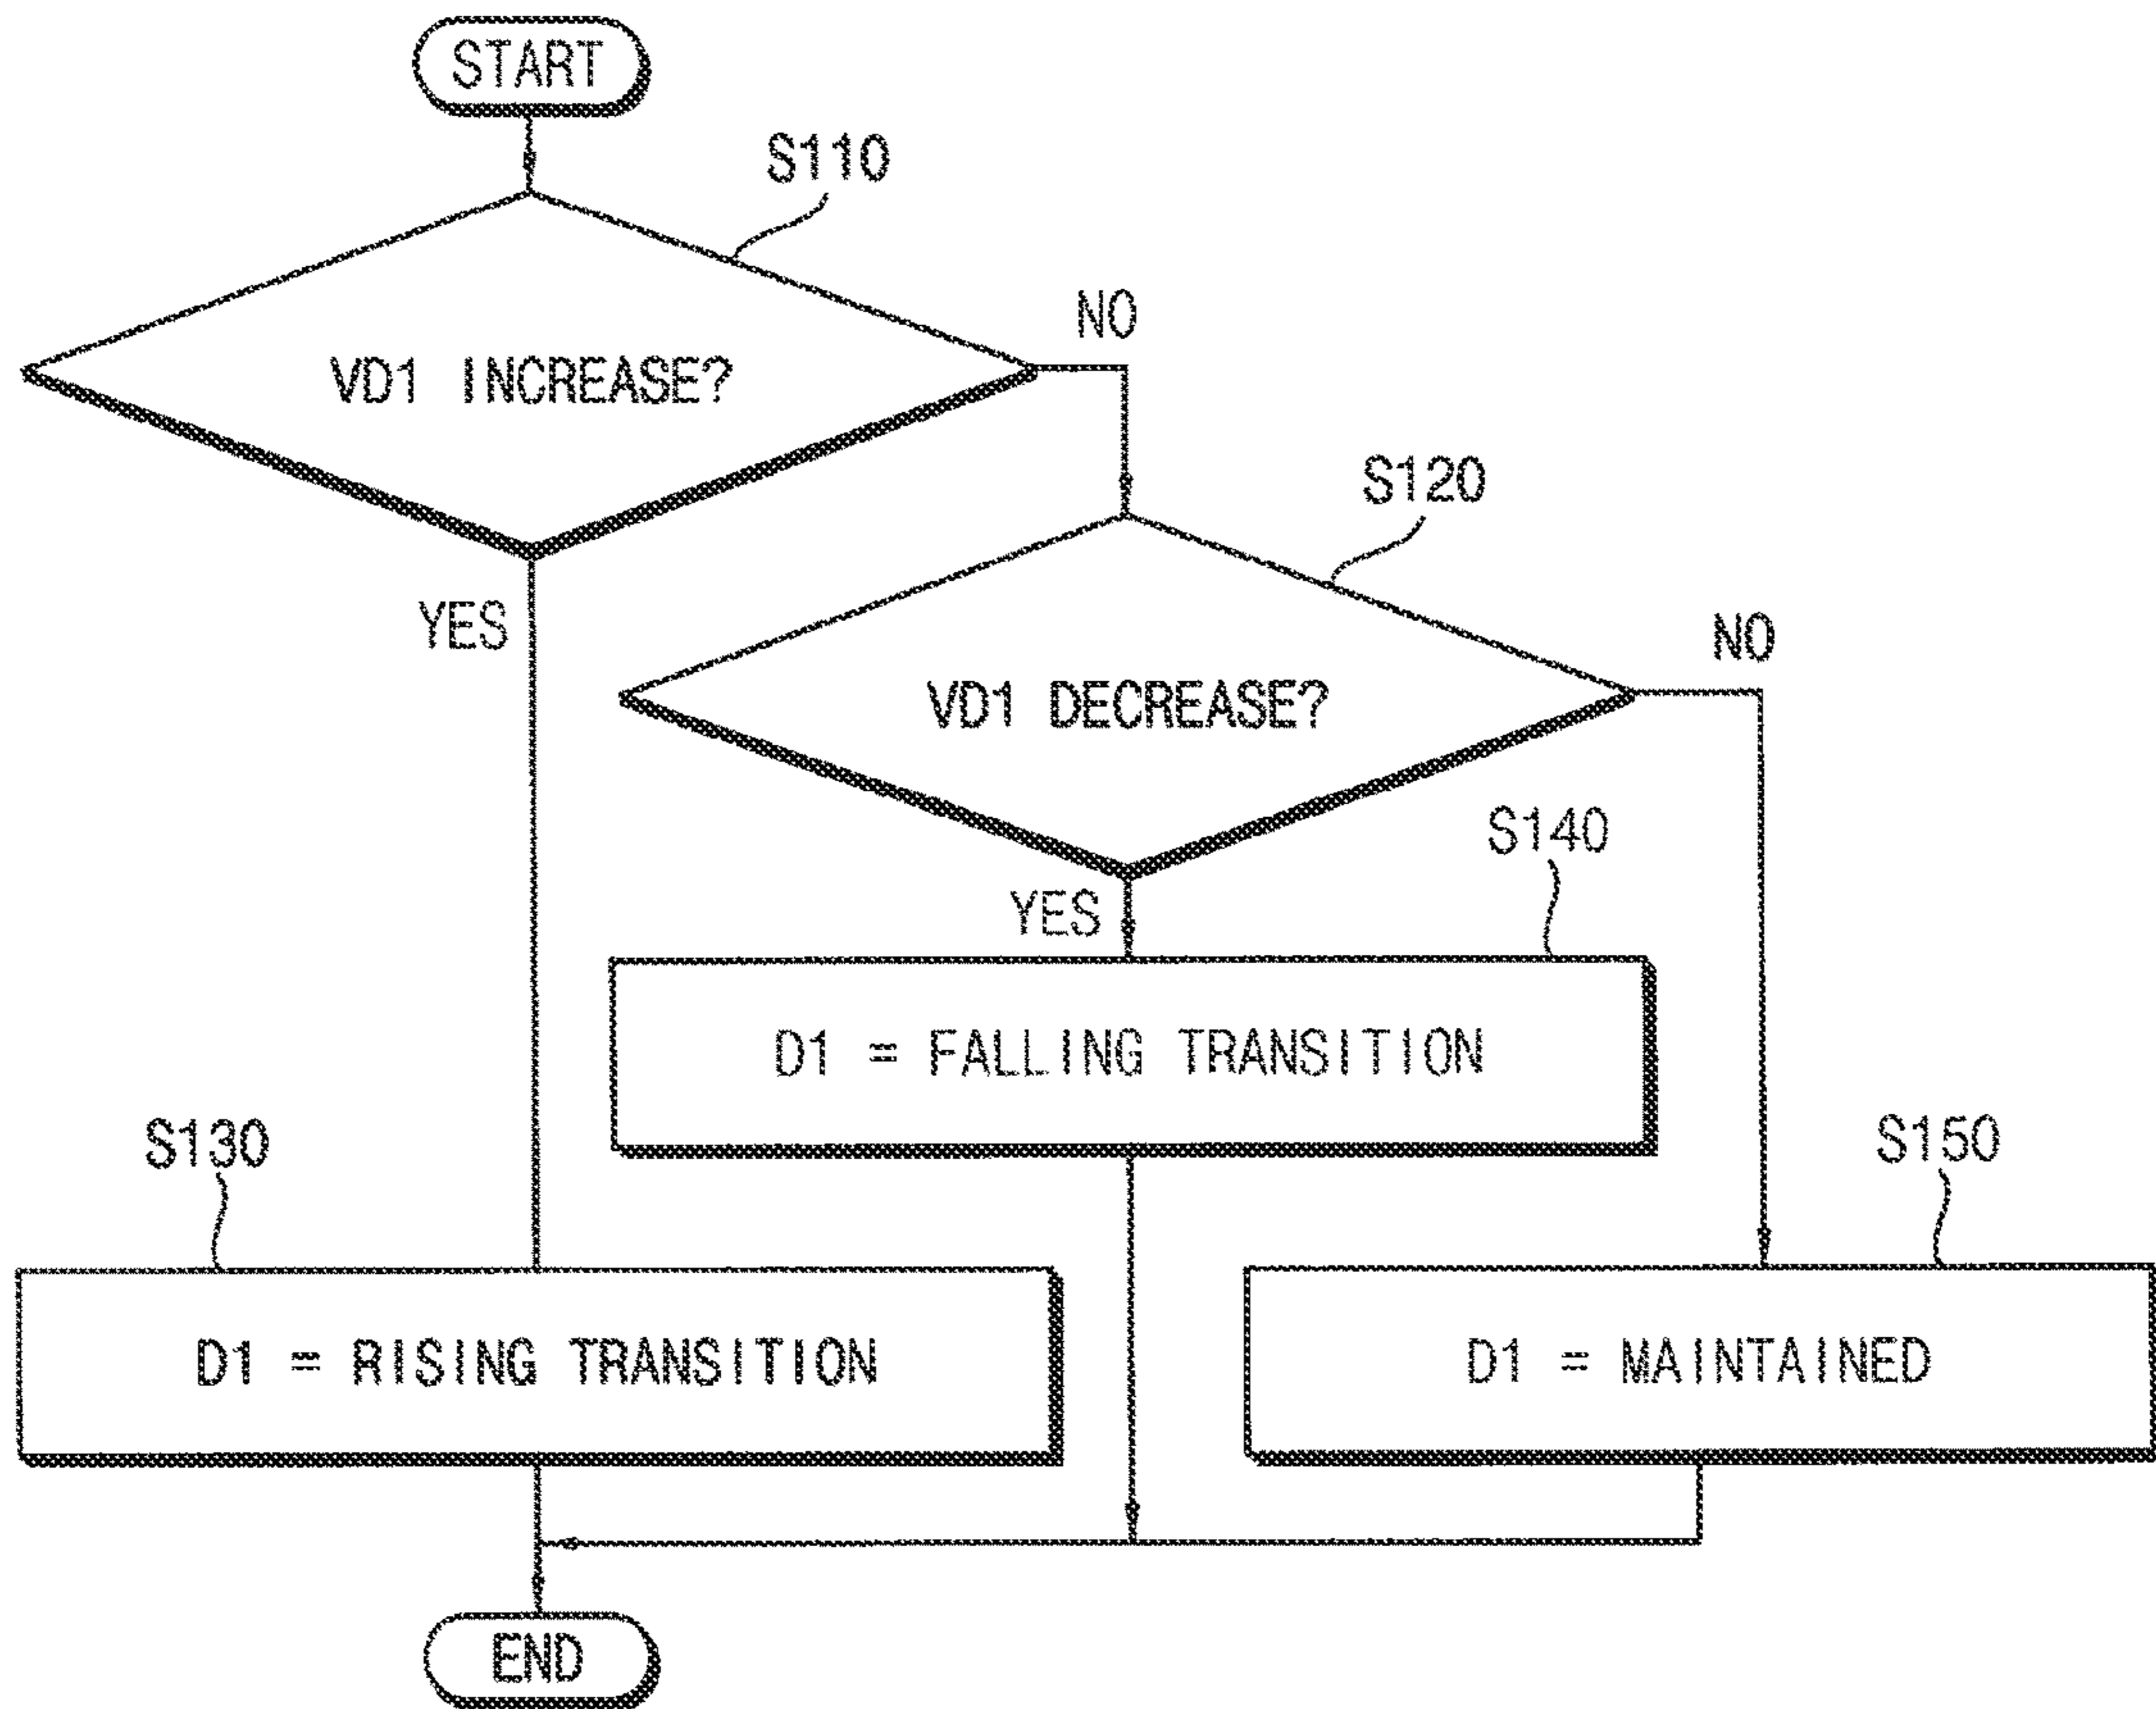 START
S110
NO
VD1 INCREASE?
S120
YES
NO
VD1 DECREASE?
S140
YES
D1 = FALLING TRANSITION
S130
S150
D1 = RISING TRANSITION
D1 = MAINTAINED
END